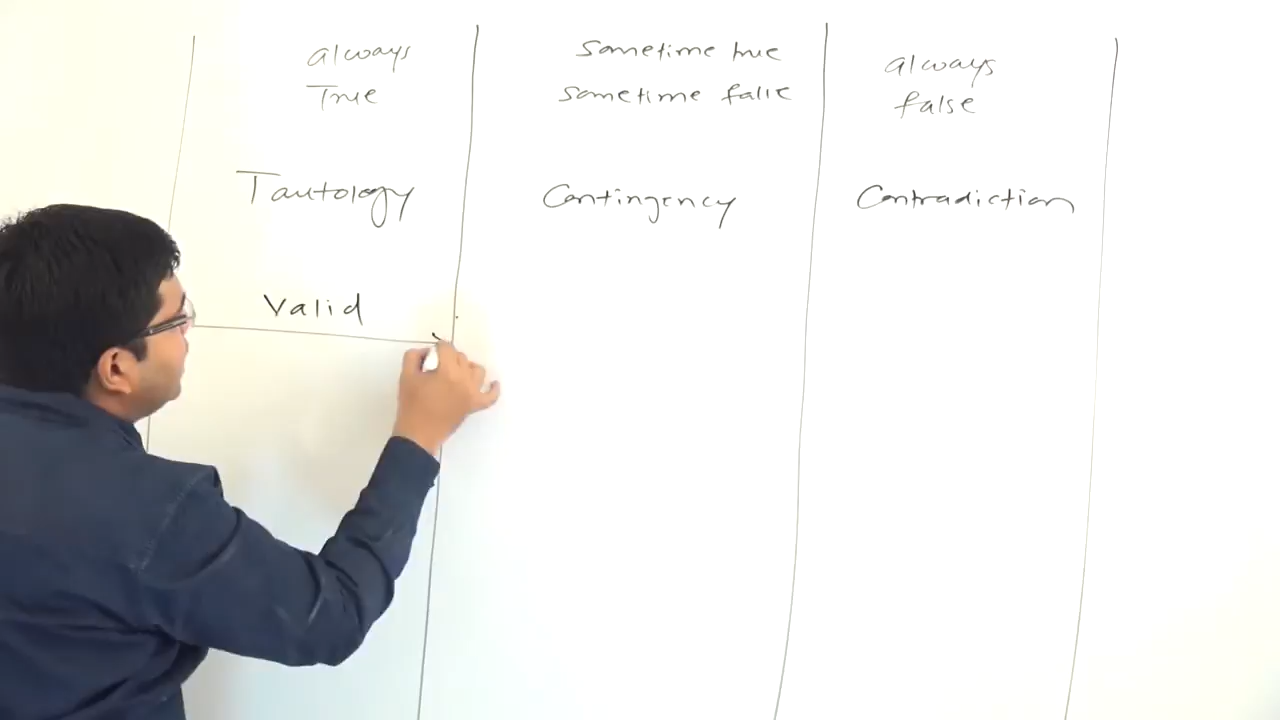 always
True
sometime true
sometime false
always
false
Tautology
Contingency
Contradiction
Valid